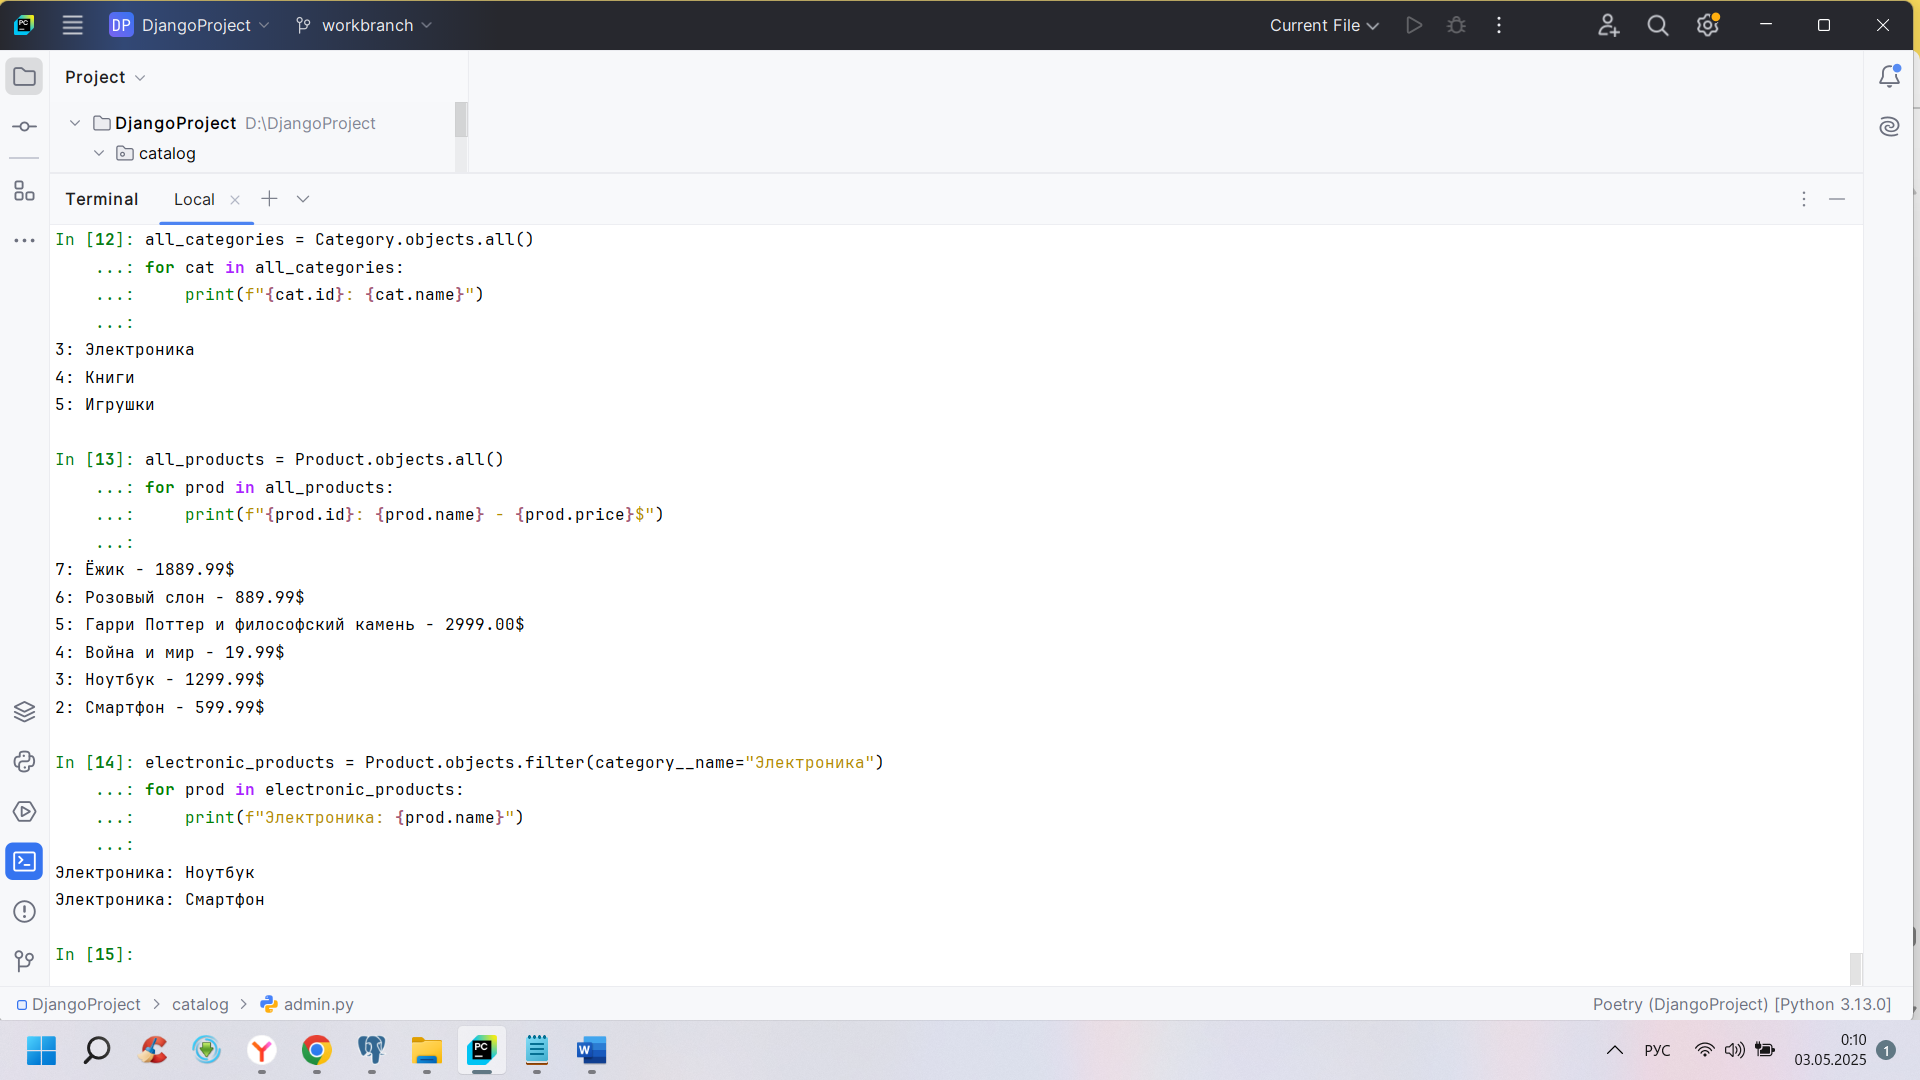 DP DjangoProject workbranch Current File
Project
DjangoProject D:\DjangoProject
catalog
Terminal Local
In [12]: all_categories = Category.objects.all()
    ...: for cat in all_categories:
    ...:     print(f"{cat.id}: {cat.name}")
    ...:
3: Электроника
4: Книги
5: Игрушки
In [13]: all_products = Product.objects.all()
    ...: for prod in all_products:
    ...:     print(f"{prod.id}: {prod.name} - {prod.price}$")
    ...:
7: Ёжик - 1889.99$
6: Розовый слон - 889.99$
5: Гарри Поттер и философский камень - 2999.00$
4: Война и мир - 19.99$
3: Ноутбук - 1299.99$
2: Смартфон - 599.99$
In [14]: electronic_products = Product.objects.filter(category__name="Электроника")
    ...: for prod in electronic_products:
    ...:     print(f"Электроника: {prod.name}")
    ...:
Электроника: Ноутбук
Электроника: Смартфон
In [15]:
DjangoProject > catalog > admin.py Poetry (DjangoProject) [Python 3.13.0]
РУС 0:10
03.05.2025 1